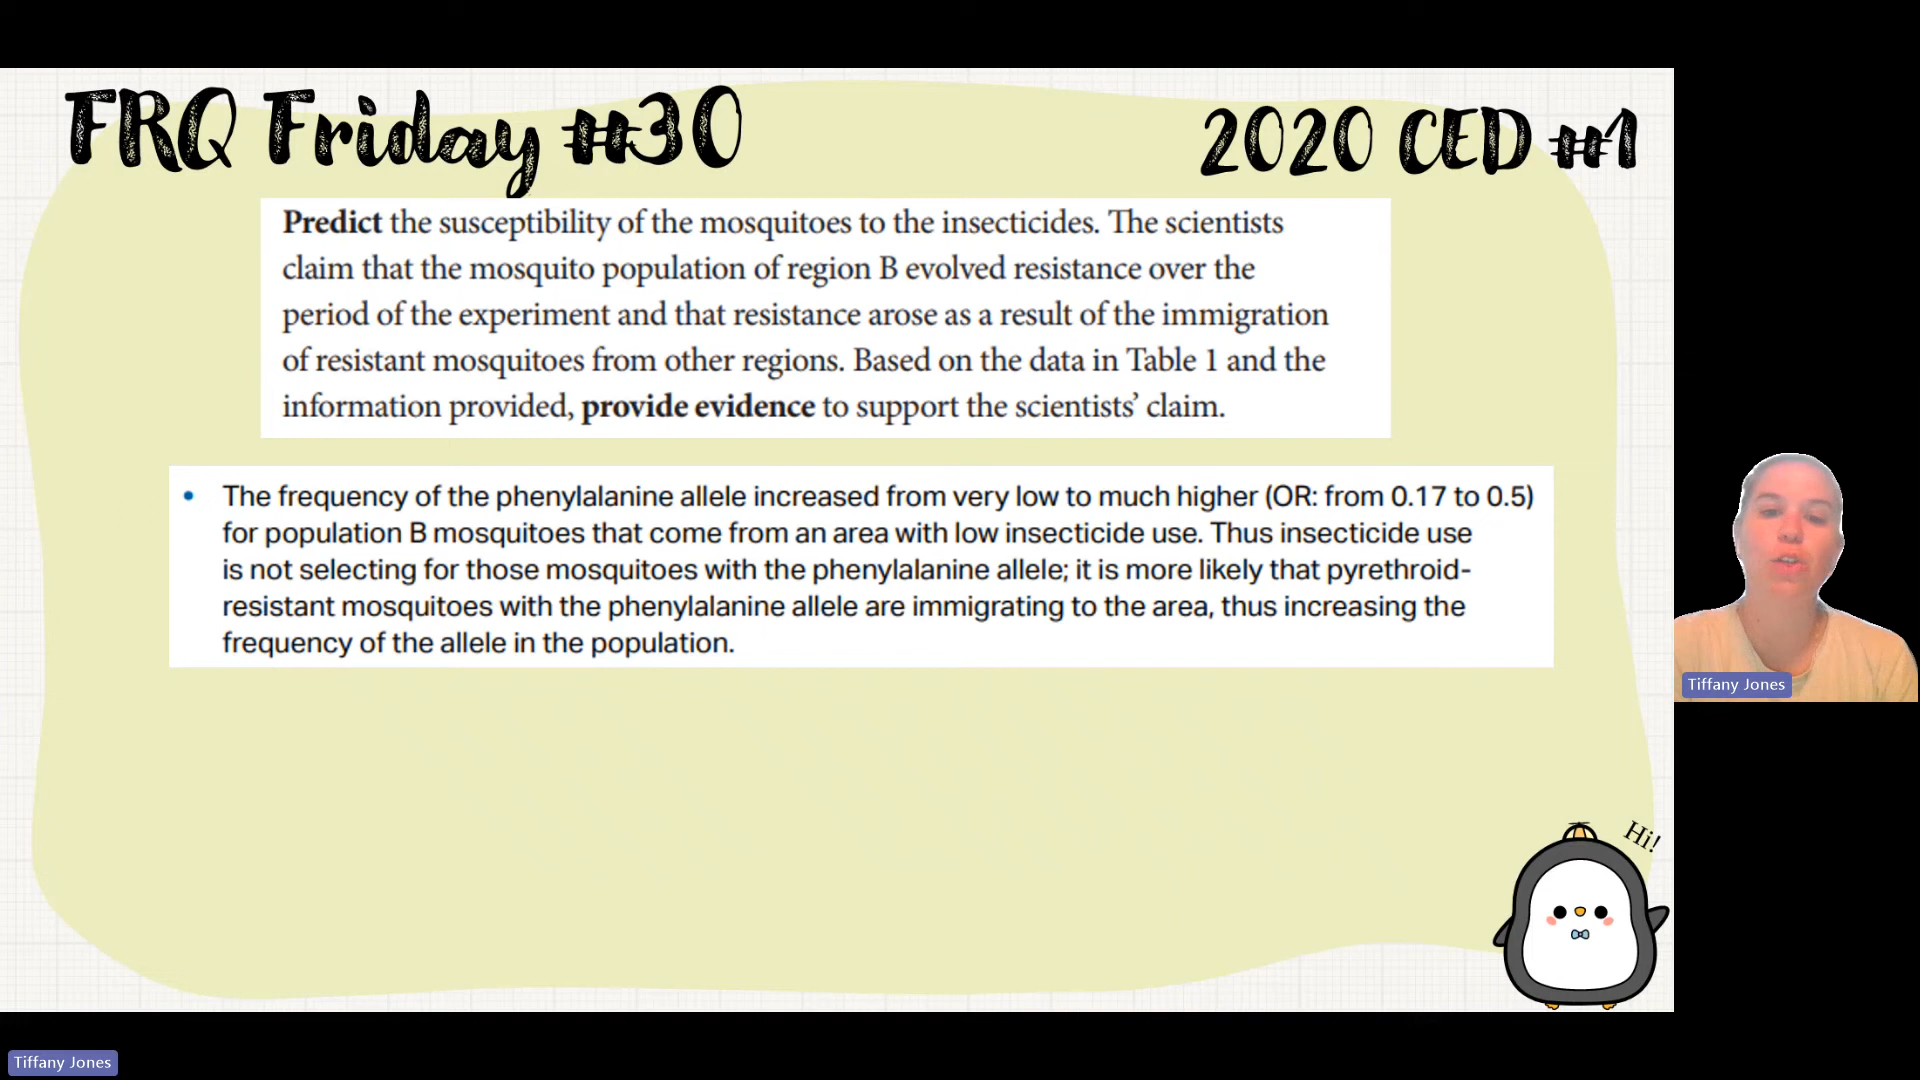 FRQ Friday #30
2020 CED #1
Predict the susceptibility of the mosquitoes to the insecticides. The scientists
claim that the mosquito population of region B evolved resistance over the
period of the experiment and that resistance arose as a result of the immigration
of resistant mosquitoes from other regions. Based on the data in Table 1 and the
information provided, provide evidence to support the scientists’ claim.
• The frequency of the phenylalanine allele increased from very low to much higher (OR: from 0.17 to 0.5)
for population B mosquitoes that come from an area with low insecticide use. Thus insecticide use
is not selecting for those mosquitoes with the phenylalanine allele; it is more likely that pyrethroid-
resistant mosquitoes with the phenylalanine allele are immigrating to the area, thus increasing the
frequency of the allele in the population.
Tiffany Jones
Hi!
Tiffany Jones